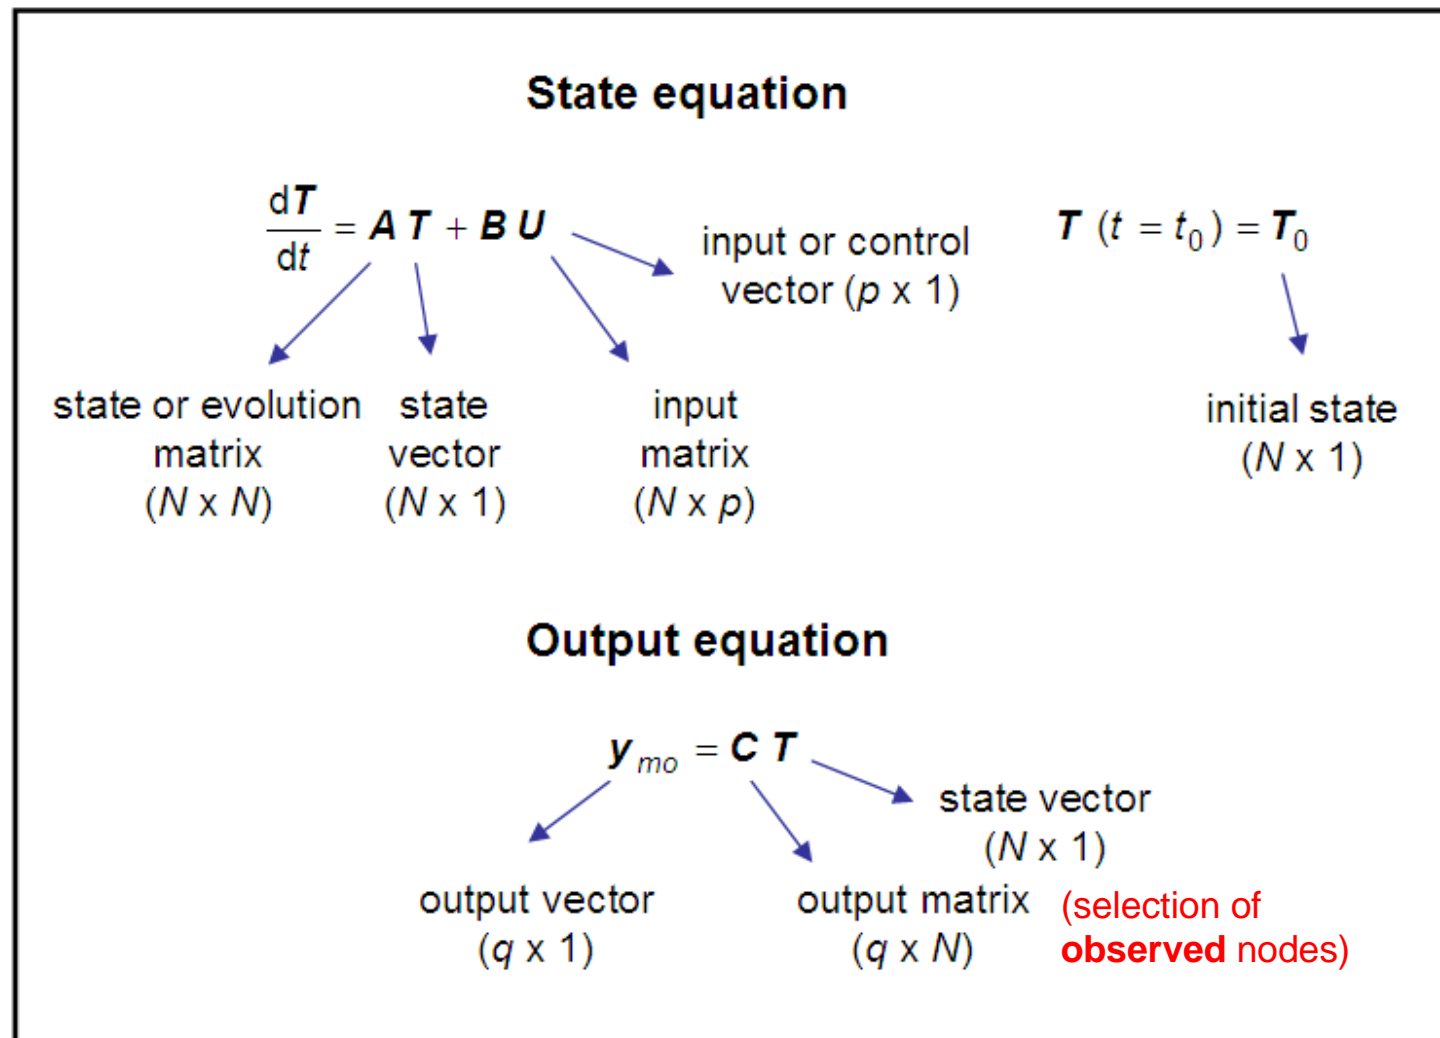 State equation
d𝑻/dt = A T + B U
T (t = t₀) = T₀
input or control
vector (p x 1)
state or evolution
matrix
(N x N)
state
vector
(N x 1)
input
matrix
(N x p)
initial state
(N x 1)
Output equation
y_mo = C T
state vector
(N x 1)
output vector
(q x 1)
output matrix
(q x N)
(selection of
observed nodes)